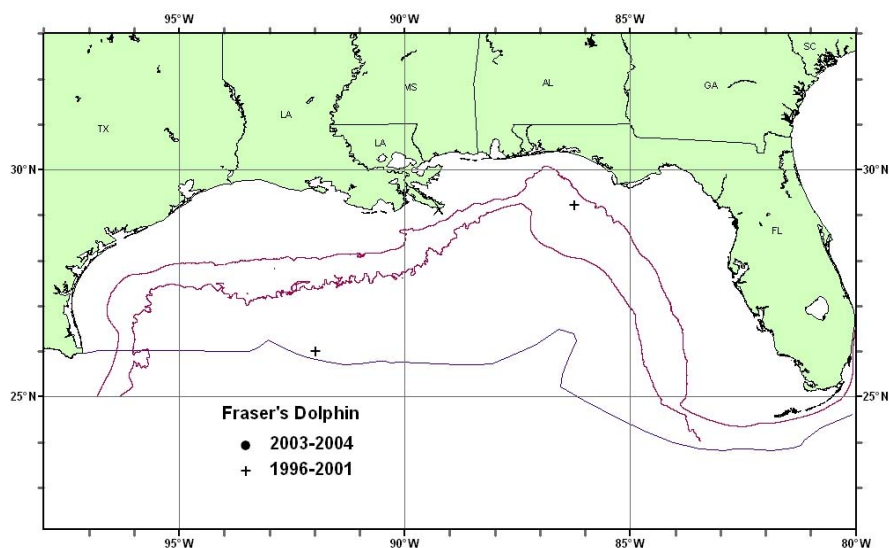 95°W 90°W 85°W
SC
MS AL GA
LA
TX
LA
30°N 30°N
FL
25°N 25°N
Fraser's Dolphin
2003-2004
1996-2001
95°W 90°W 85°W 80°W